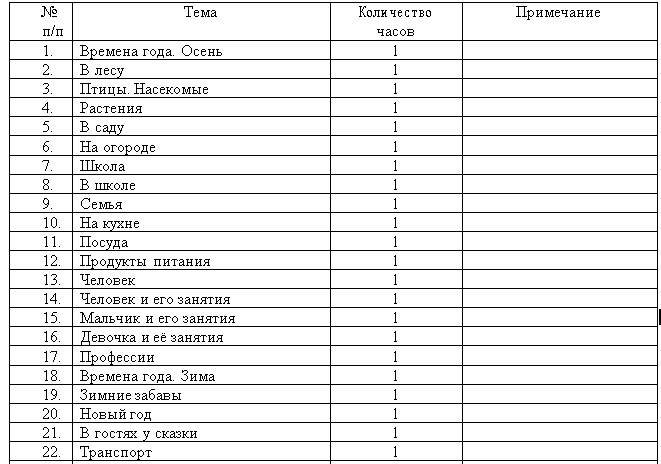 № п/п Тема Количество часов Примечание
1. Времена года. Осень 1
2. В лесу 1
3. Птицы. Насекомые 1
4. Растения 1
5. В саду 1
6. На огороде 1
7. Школа 1
8. В школе 1
9. Семья 1
10. На кухне 1
11. Посуда 1
12. Продукты питания 1
13. Человек 1
14. Человек и его занятия 1
15. Мальчик и его занятия 1
16. Девочка и её занятия 1
17. Профессии 1
18. Времена года. Зима 1
19. Зимние забавы 1
20. Новый год 1
21. В гостях у сказки 1
22. Транспорт 1